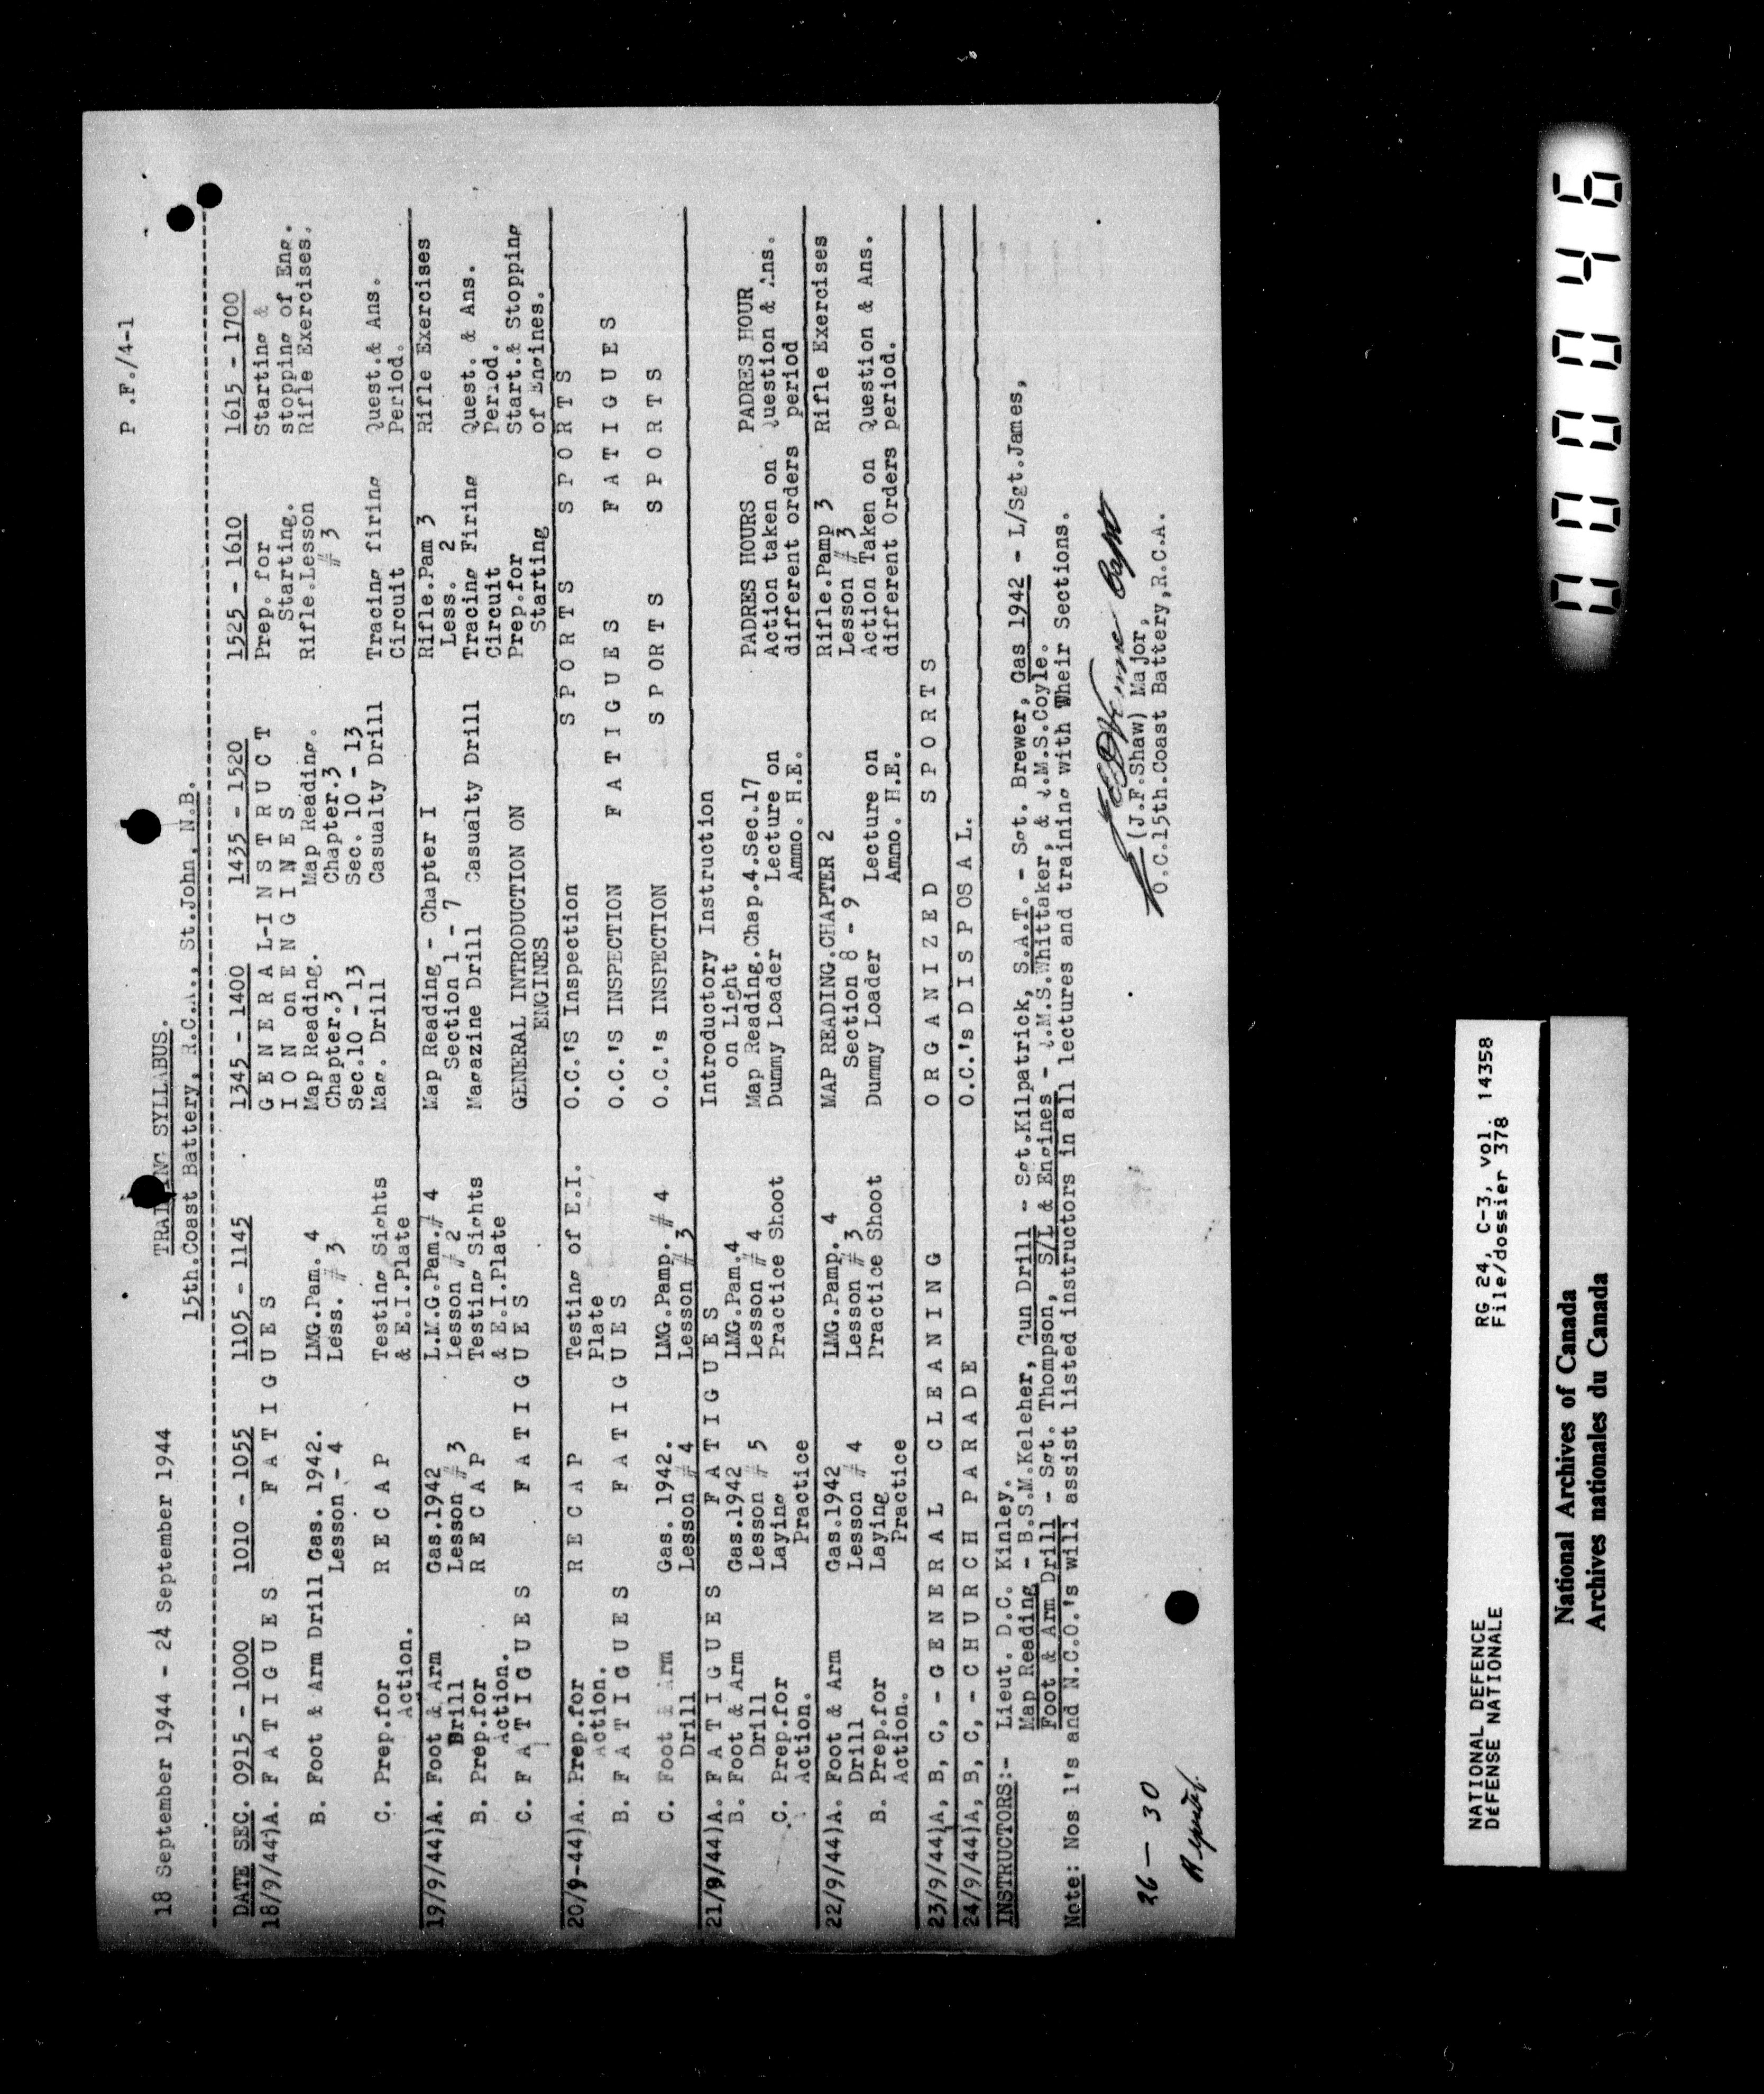 P.F./4-1
18 September 1944 - 24 September 1944 TRAINING SYLLABUS.
15th.Coast Battery, R.C.A., St.John, N.B.
DATE SEC. 0915 - 1000 1010 - 1055 1105 - 1145 1345 - 1400 1435 - 1520 1525 - 1610 1615 - 1700
18/9/44)A. F A T I G U E S F A T I G U E S G E N E R A L-I N S T R U C T Prep. for Starting &
I O N on E N G I N E S Starting. stopping of Eng.
B. Foot & Arm Drill Gas. 1942. LMG.Pam. 4 Map Reading. Map Reading. Rifle.Lesson Rifle Exercises.
Lesson - 4 Less. # 3 Chapter.3 Chapter.3 # 3
Sec.10 - 13 Sec. 10 - 13
C. Prep.for R E C A P Testing Sights Mag. Drill Casualty Drill Tracing firing Quest.& Ans.
Action. & E.I.Plate Circuit Period.
19/9/44)A. Foot & Arm Gas.1942 L.M.G.Pam.# 4 Map Reading - Chapter I Rifle.Pam 3 Rifle Exercises
Drill Lesson # 3 Lesson # 2 Section 1 - 7 Less. 2
B. Prep.for R E C A P Testing Sights Magazine Drill Casualty Drill Tracing Firing Quest. & Ans.
Action. & E.I.Plate Circuit Period.
C. F A T I G U E S F A T I G U E S GENERAL INTRODUCTION ON Prep.for Start.& Stopping
ENGINES Starting of Engines.
20/9-44)A. Prep.for R E C A P Testing of E.I. O.C.'S Inspection S P O R T S S P O R T S
Action. Plate
B. F A T I G U E S F A T I G U E S O.C.'S INSPECTION F A T I G U E S F A T I G U E S
C. Foot & Arm Gas. 1942. LMG.Pamp. # 4 O.C.'s INSPECTION S P O R T S S P O R T S
Drill Lesson # 4 Lesson # 3
21/9/44)A. F A T I G U E S F A T I G U E S Introductory Instruction
on Light
B. Foot & Arm Gas.1942 LMG.Pam.4 Map Reading.Chap.4.Sec.17 PADRES HOURS PADRES HOUR
Drill Lesson # 5 Lesson # 4
C. Prep.for Laying Practice Shoot Dummy Loader Lecture on Action taken on Question & Ans.
Action. Practice Ammo. H.E. different orders period
22/9/44)A. Foot & Arm Gas.1942 LMG.Pamp. 4 MAP READING.CHAPTER 2 Rifle.Pamp 3 Rifle Exercises
Drill Lesson # 4 Lesson # 3 Section 8 - 9 Lesson # 3
B. Prep.for Laying Practice Shoot Dummy Loader Lecture on Action Taken on Question & Ans.
Action. Practice Ammo. H.E. different Orders period.
23/9/44)A, B, C,- G E N E R A L C L E A N I N G O R G A N I Z E D S P O R T S
24/9/44)A, B, C,- C H U R C H P A R A D E O.C.'s D I S P O S A L.
INSTRUCTORS:- Lieut. D.C. Kinley.
Map Reading - B.S.M.Keleher, Gun Drill - Sgt.Kilpatrick, S.A.T. - Sgt. Brewer, Gas 1942 - L/Sgt.James,
Foot & Arm Drill - Sgt. Thompson, S/L & Engines - Q.M.S.Whittaker, & Q.M.S.Coyle.
Note: Nos 1's and N.C.O.'s will assist listed instructors in all lectures and training with Their Sections.
Capt
(J.F.Shaw) Major,
O.C.15th.Coast Battery,R.C.A.
26 - 30
NATIONAL DEFENCE RG 24, C-3, vol. 14358
DÉFENSE NATIONALE File/dossier 378
National Archives of Canada
Archives nationales du Canada
000046